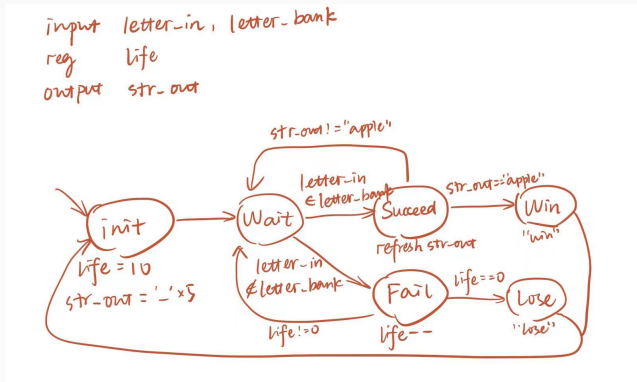 input letter_in, letter_bank
reg life
output str_out
str_out!="apple"
letter_in
∈ letter_bank
str_out=="apple"
init
Wait
Succeed
Win
"win"
refresh str_out
life = 10
str_out = '_'×5
letter_in
∉ letter_bank
Fail
life==0
Lose
"lose"
life!=0
life--